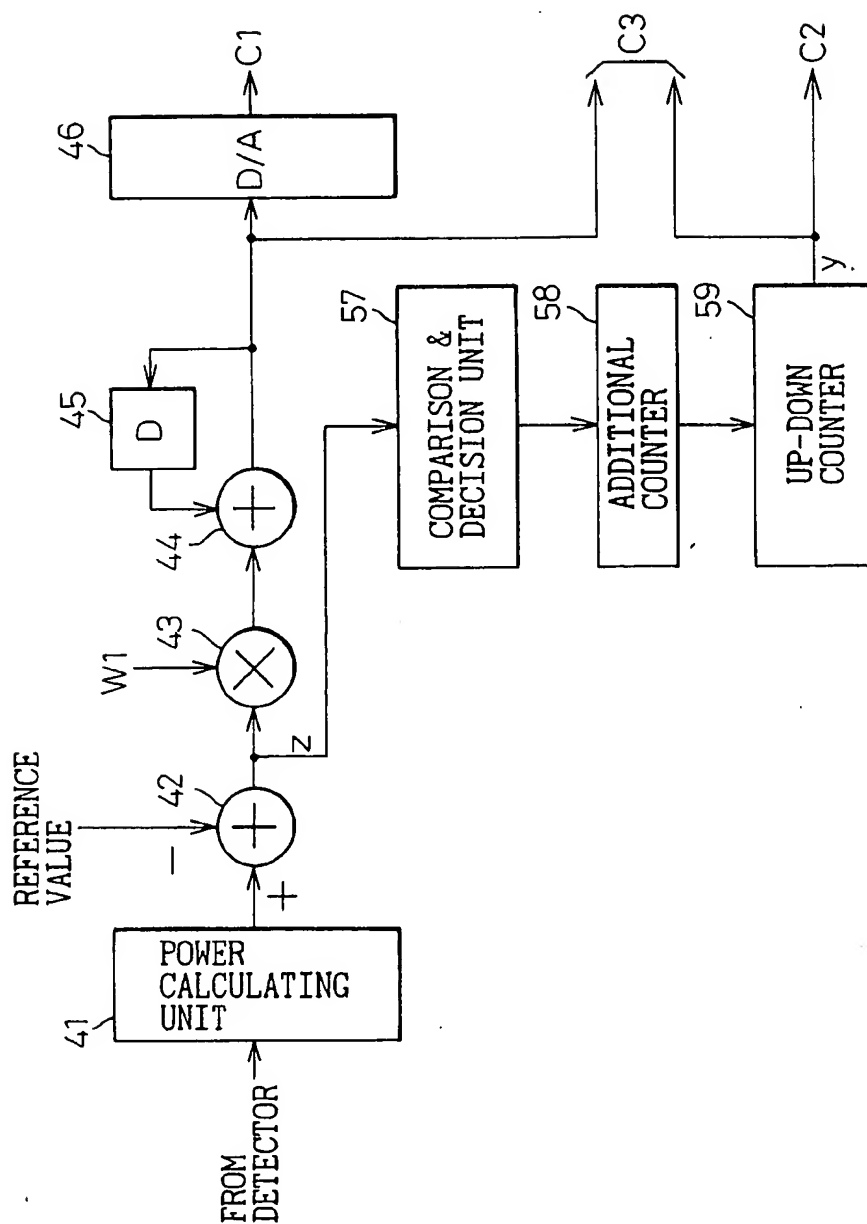 FROM
DETECTOR
41
POWER
CALCULATING
UNIT
REFERENCE
VALUE
−
+
42
+
z
W1
43
×
44
+
45
D
46
D/A
C1
57
COMPARISON &
DECISION UNIT
58
ADDITIONAL
COUNTER
59
UP-DOWN
COUNTER
y
C3
C2